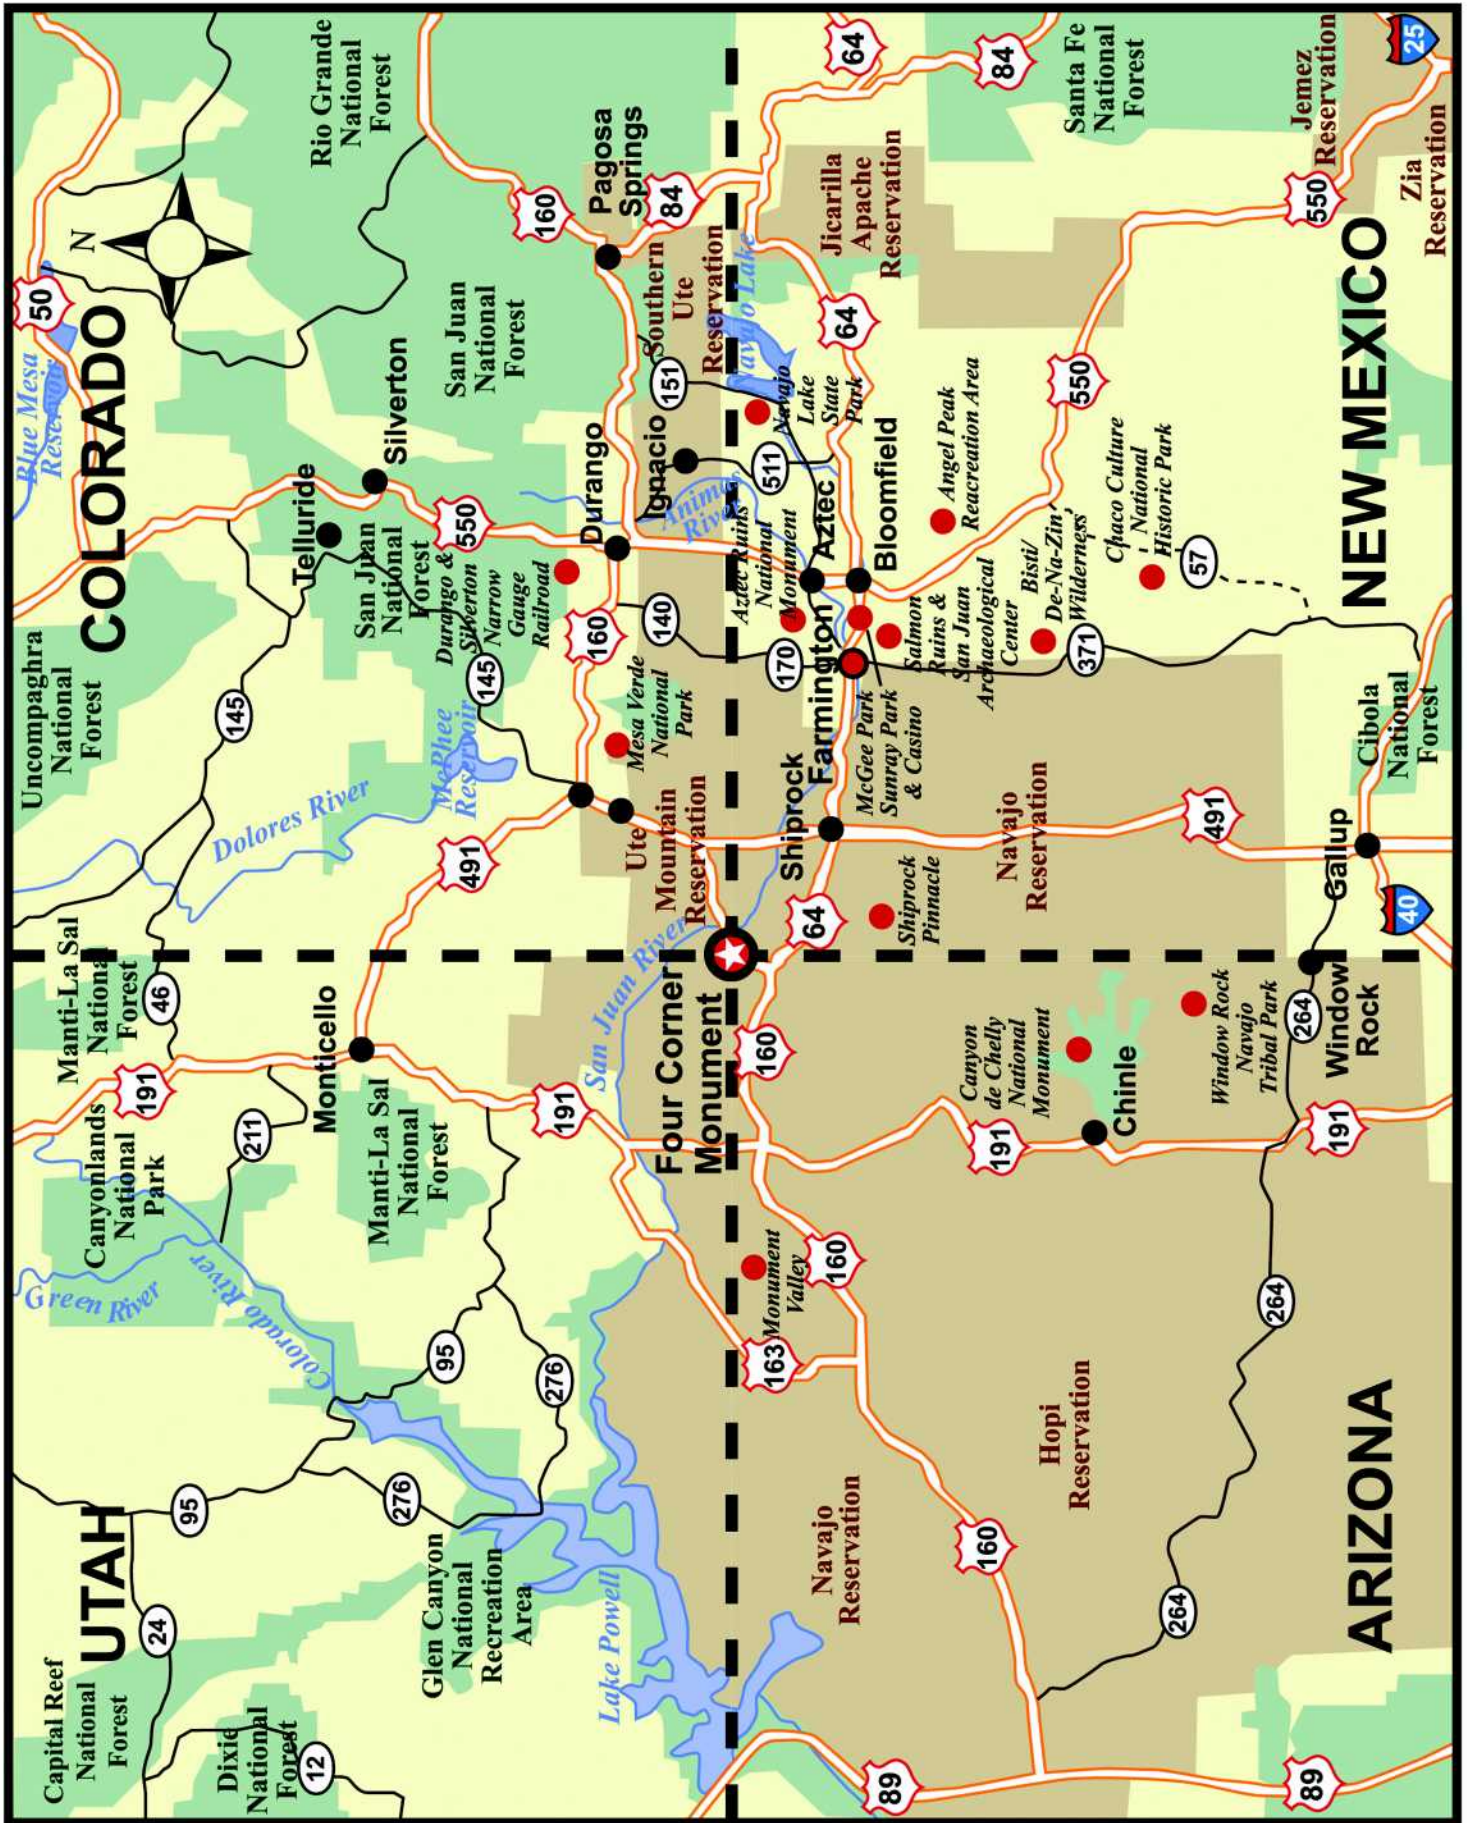 UTAH
Capital Reef
National
Forest
24
Dixie
National
Forest
12
95
276
Glen Canyon
National
Recreation
Area
Lake Powell
Green River
Colorado River
95
276
Canyonlands
National
Park
211
191
46
Manti-La Sal
National
Forest
Monticello
Manti-La Sal
National
Forest
191
San Juan River
Four Corner
Monument
COLORADO
Uncompaghra
National
Forest
Blue Mesa
Reservoir
50
N
145
Dolores River
McPhee
Reservoir
491
145
Telluride
Silverton
San Juan
National
Forest
Durango &
Silverton
Narrow
Gauge
Railroad
550
San Juan
National
Forest
Rio Grande
National
Forest
160
Pagosa
Springs
84
Durango
160
Mesa Verde
National
Park
140
Ignacio
151
Southern
Ute
Reservation
Ute
Mountain
Reservation
Animas
River
Navajo Lake
ARIZONA
89
89
Navajo
Reservation
160
264
264
Hopi
Reservation
163
Monument
Valley
160
160
191
Canyon
de Chelly
National
Monument
Chinle
191
Window Rock
Navajo
Tribal Park
264
Window
Rock
NEW MEXICO
Shiprock
64
Shiprock
Pinnacle
Navajo
Reservation
491
Gallup
40
Cibola
National
Forest
Farmington
170
McGee Park
Sunray Park
& Casino
Aztec Ruins
National
Monument
Aztec
Bloomfield
Salmon
Ruins &
San Juan
Archaeological
Center
511
Navajo
Lake
State
Park
64
Angel Peak
Reacreation Area
Bisti/
De-Na-Zin
Wilderness
371
Chaco Culture
National
Historic Park
57
550
550
Jicarilla
Apache
Reservation
64
84
Santa Fe
National
Forest
Jemez
Reservation
Zia
Reservation
25